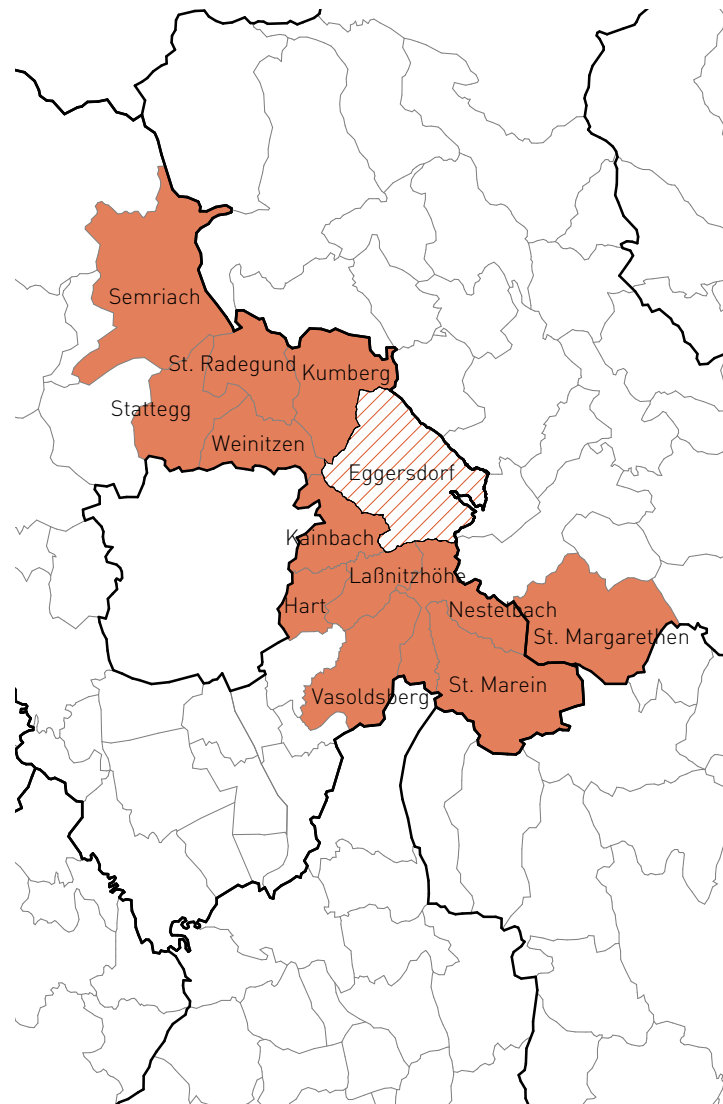 Semriach
St. Radegund
Kumberg
Stattegg
Weinitzen
Eggersdorf
Kainbach
Laßnitzhöhe
Hart
Nestelbach
St. Margarethen
Vasoldsberg
St. Marein